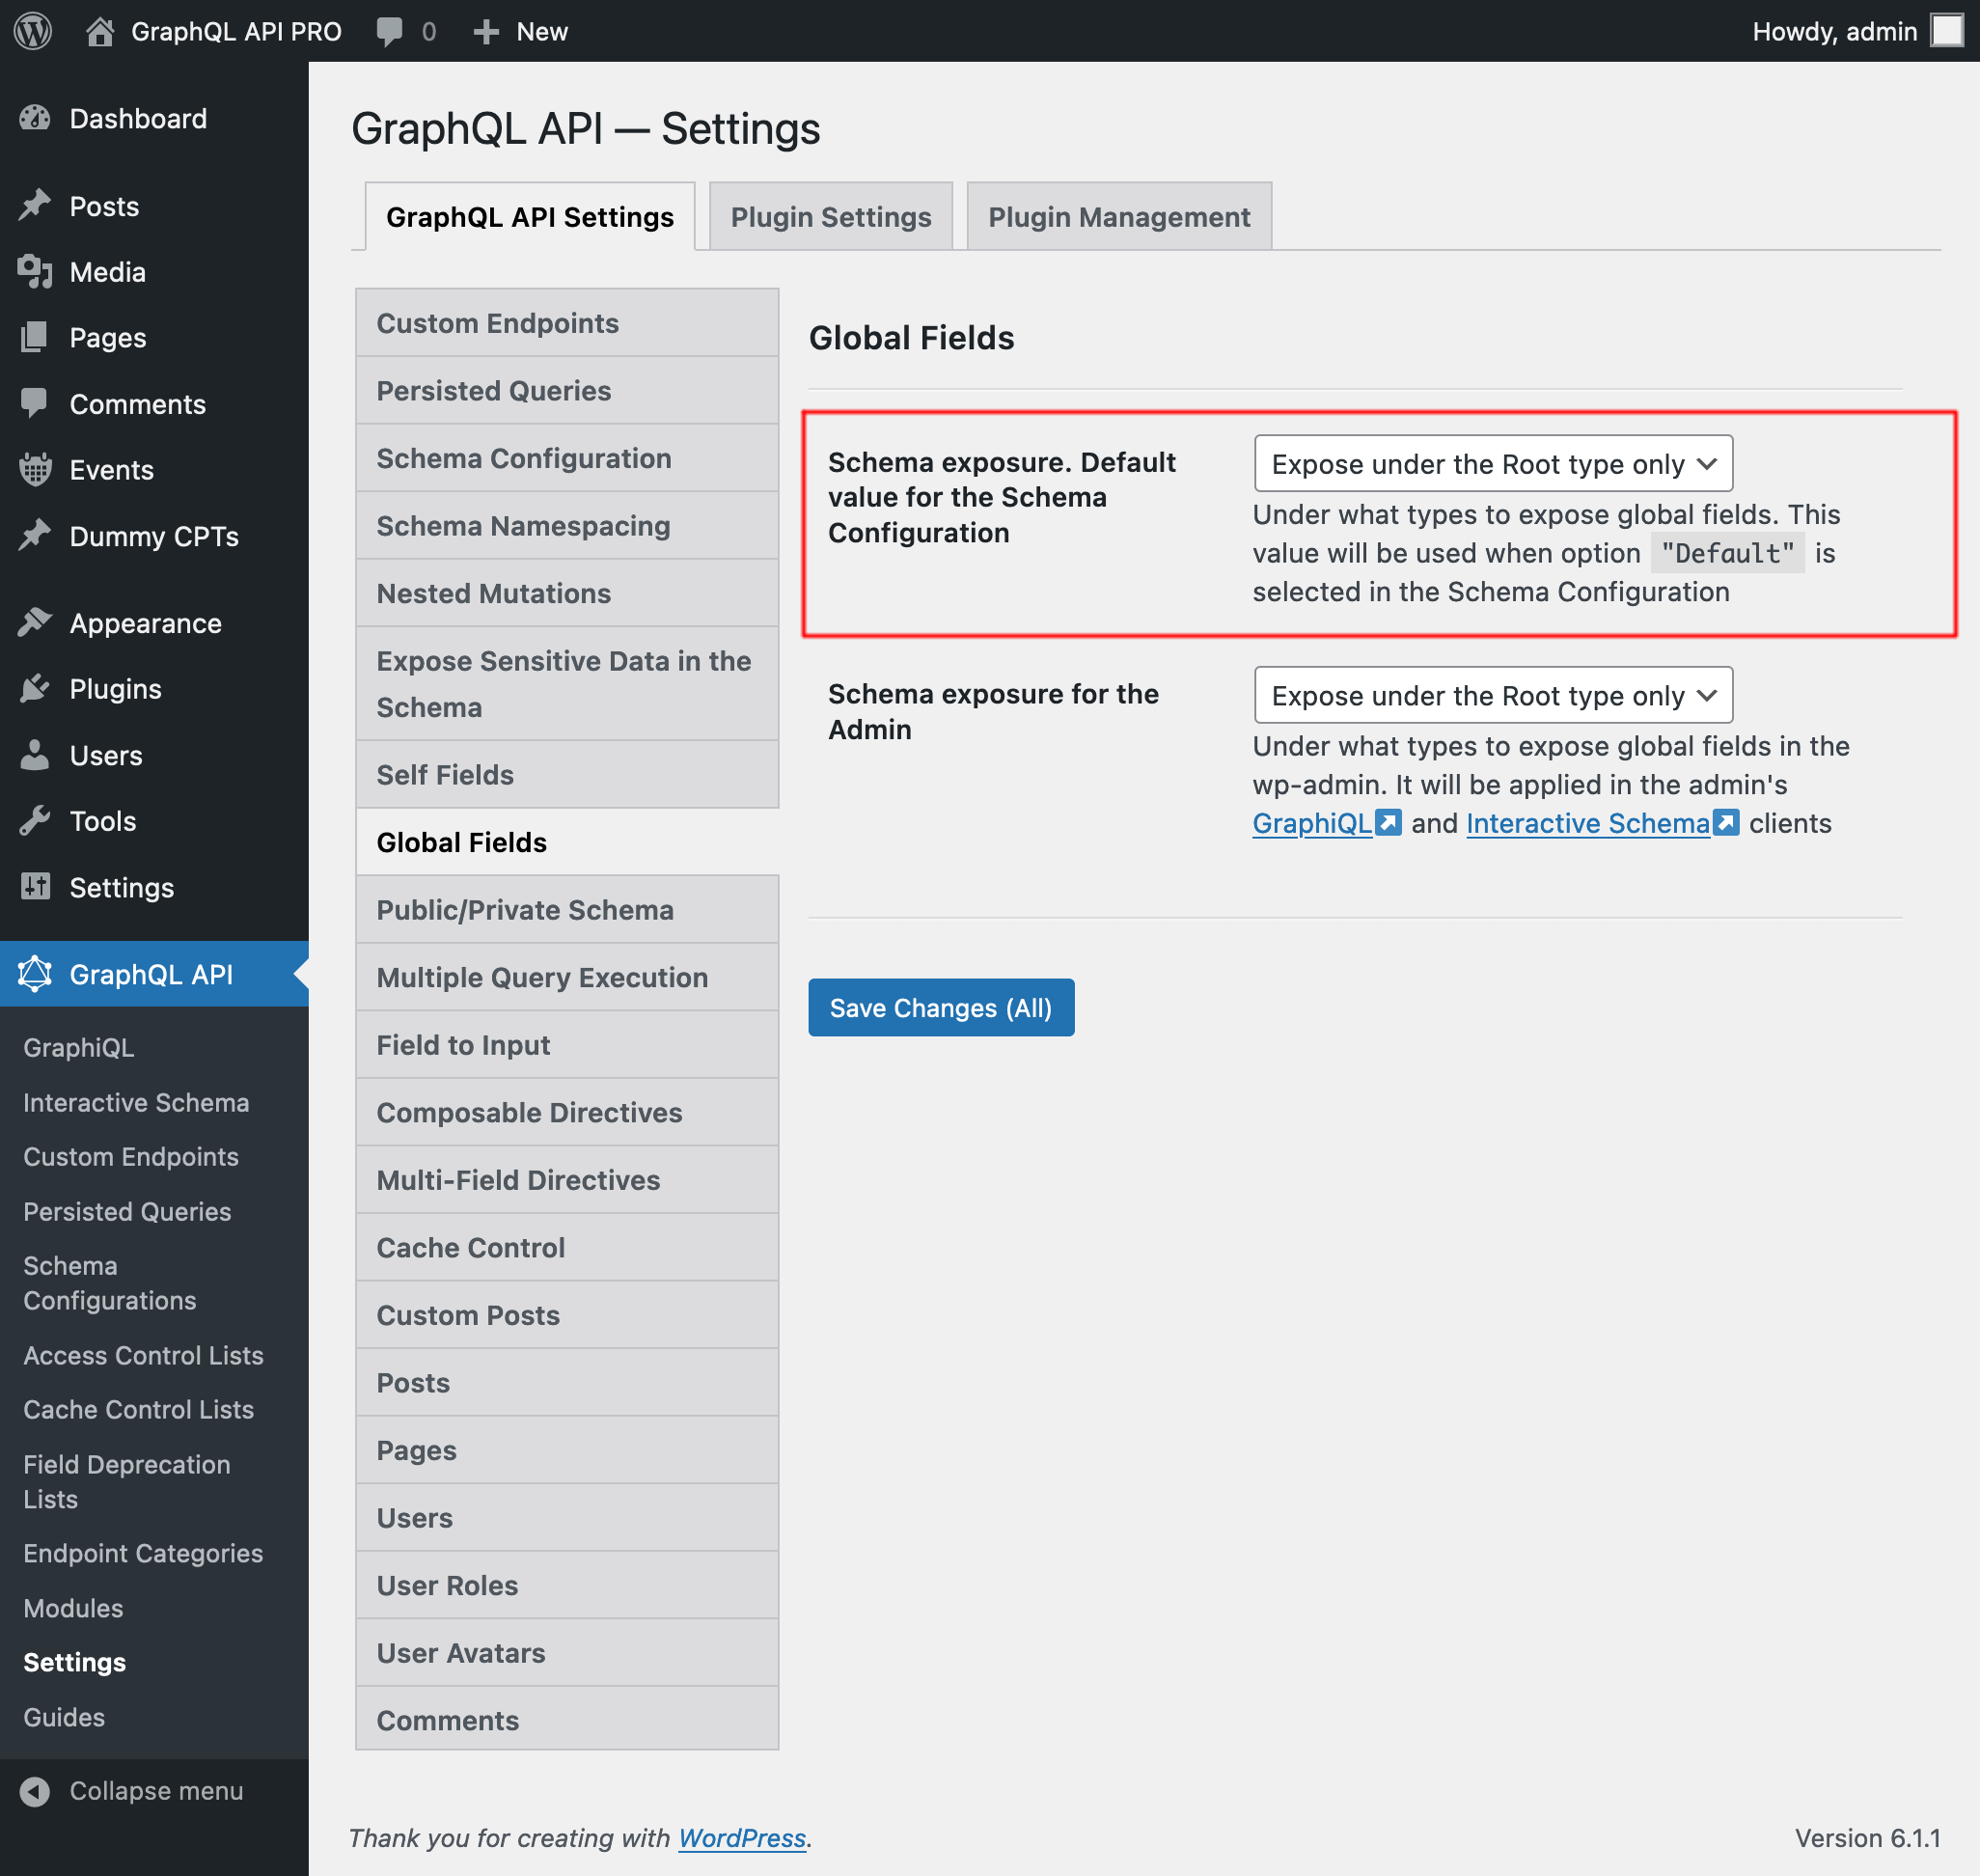 GraphQL API PRO 0 New Howdy, admin
Dashboard
Posts
Media
Pages
Comments
Events
Dummy CPTs
Appearance
Plugins
Users
Tools
Settings
GraphQL API
GraphiQL
Interactive Schema
Custom Endpoints
Persisted Queries
Schema
Configurations
Access Control Lists
Cache Control Lists
Field Deprecation
Lists
Endpoint Categories
Modules
Settings
Guides
Collapse menu
GraphQL API — Settings
GraphQL API Settings Plugin Settings Plugin Management
Custom Endpoints
Persisted Queries
Schema Configuration
Schema Namespacing
Nested Mutations
Expose Sensitive Data in the
Schema
Self Fields
Global Fields
Public/Private Schema
Multiple Query Execution
Field to Input
Composable Directives
Multi-Field Directives
Cache Control
Custom Posts
Posts
Pages
Users
User Roles
User Avatars
Comments
Global Fields
Schema exposure. Default
value for the Schema
Configuration
Expose under the Root type only
Under what types to expose global fields. This
value will be used when option "Default" is
selected in the Schema Configuration
Schema exposure for the
Admin
Expose under the Root type only
Under what types to expose global fields in the
wp-admin. It will be applied in the admin's
GraphiQL and Interactive Schema clients
Save Changes (All)
Thank you for creating with WordPress. Version 6.1.1